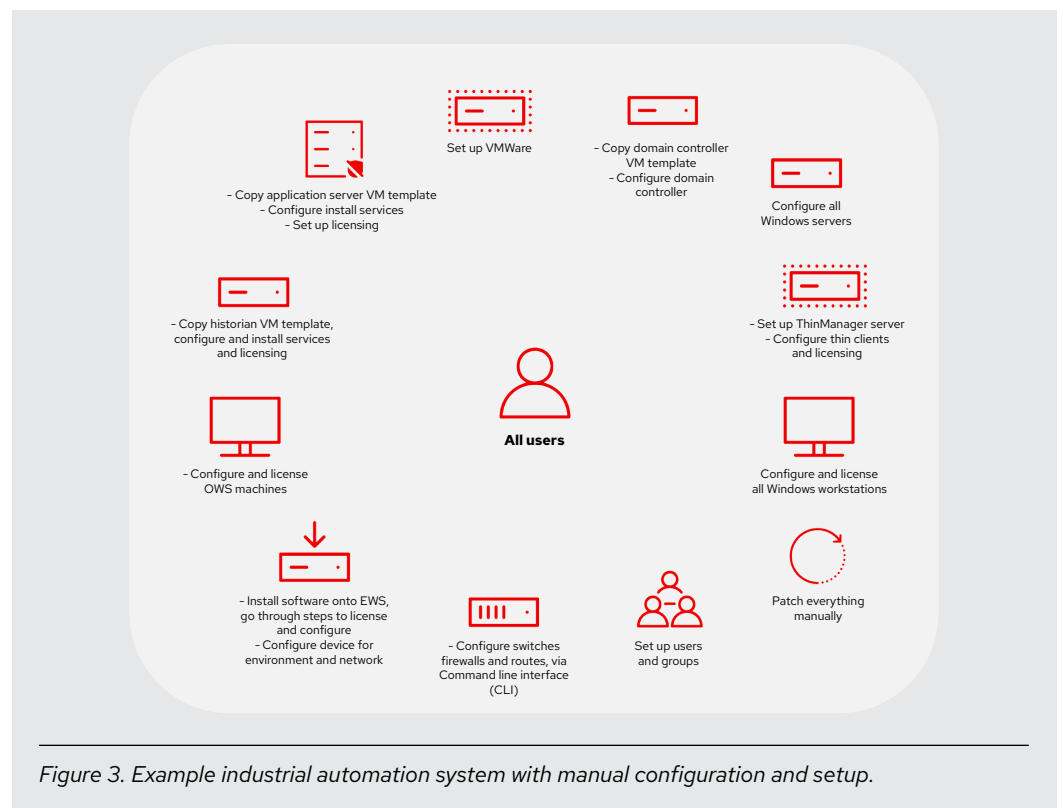 Set up VMWare
- Copy domain controller
VM template
- Configure domain
controller
Configure all
Windows servers
- Copy application server VM template
- Configure install services
- Set up licensing
- Set up ThinManager server
- Configure thin clients
and licensing
- Copy historian VM template,
configure and install services
and licensing
All users
- Configure and license
OWS machines
Configure and license
all Windows workstations
- Install software onto EWS,
go through steps to license
and configure
- Configure device for
environment and network
- Configure switches
firewalls and routes, via
Command line interface
(CLI)
Set up users
and groups
Patch everything
manually
Figure 3. Example industrial automation system with manual configuration and setup.